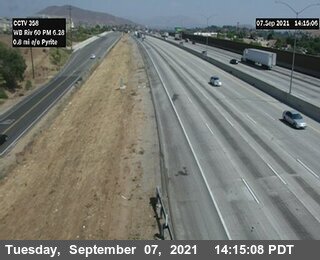 CCTV 358
WB Riv 60 PM 6.28
0.8 mi e/o Pyrite
07.Sep 2021 14:15:06
Tuesday, September 07, 2021 14:15:08 PDT